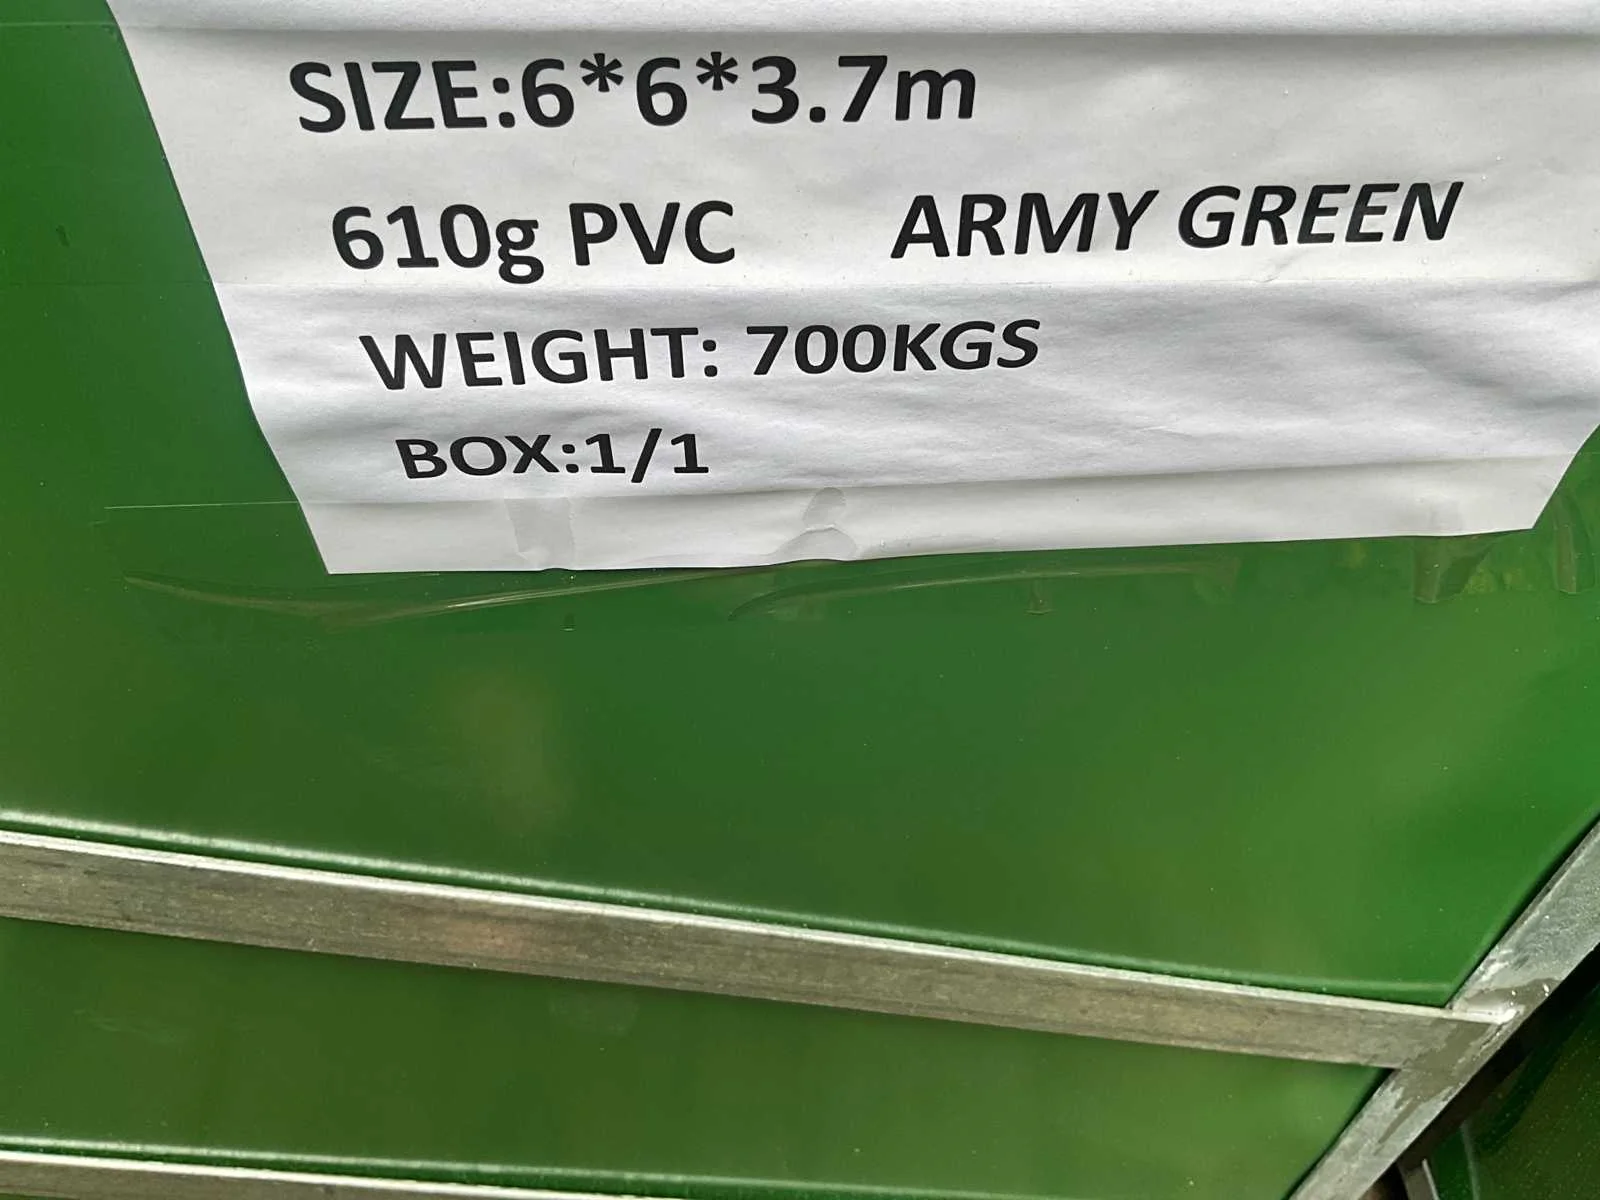 SIZE:6*6*3.7m
610g PVC ARMY GREEN
WEIGHT: 700KGS
BOX:1/1